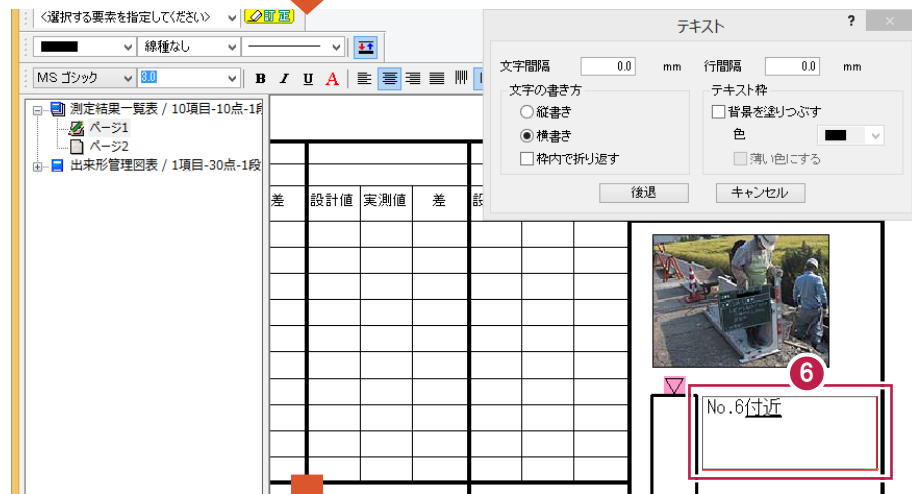 <選択する要素を指定してください>
訂正
線種なし
MS ゴシック
3.0
B I U A
測定結果一覧表 / 10項目-10点-1段
ページ1
ページ2
出来形管理図表 / 1項目-30点-1段
差 設計値 実測値 差
テキスト ? ×
文字間隔 0.0 mm 行間隔 0.0 mm
文字の書き方
縦書き
横書き
枠内で折り返す
テキスト枠
背景を塗りつぶす
色
薄い色にする
後退 キャンセル
6
No.6付近